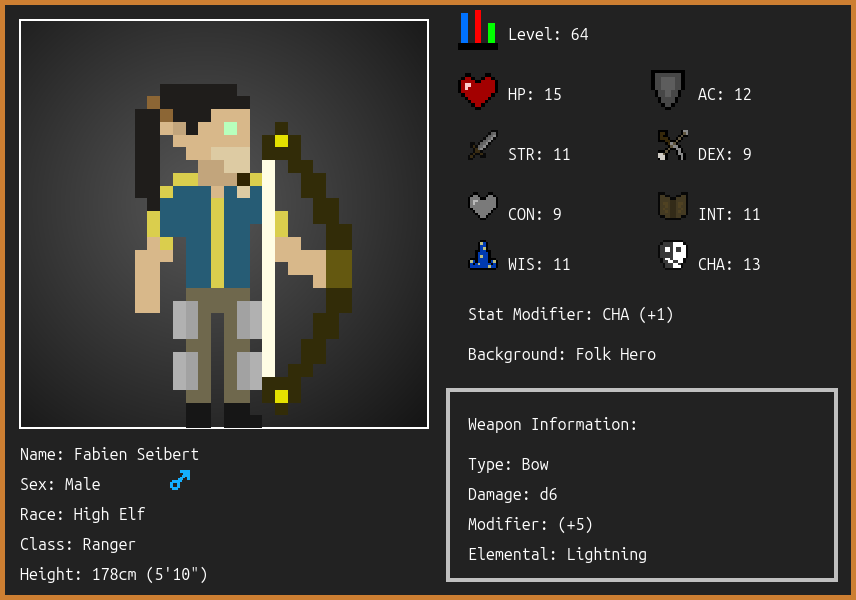 Level: 64
HP: 15
AC: 12
STR: 11
DEX: 9
CON: 9
INT: 11
WIS: 11
CHA: 13
Stat Modifier: CHA (+1)
Background: Folk Hero
Weapon Information:
Type: Bow
Damage: d6
Modifier: (+5)
Elemental: Lightning
Name: Fabien Seibert
Sex: Male
Race: High Elf
Class: Ranger
Height: 178cm (5'10")